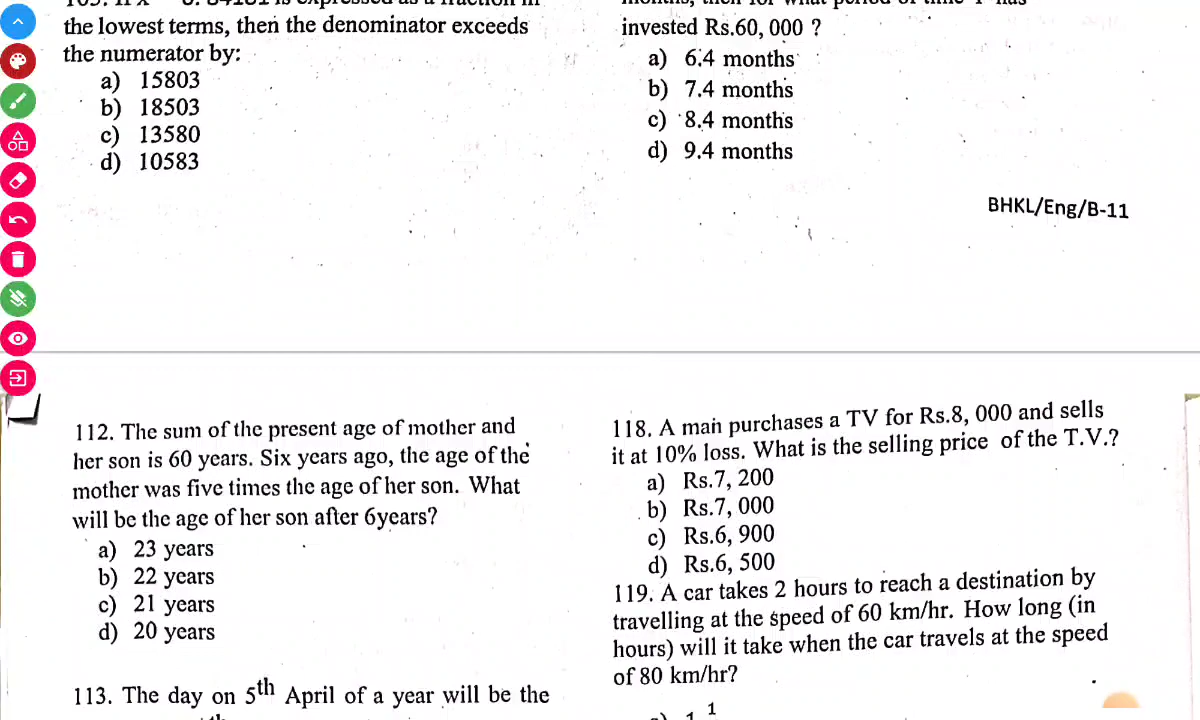 the lowest terms, then the denominator exceeds
the numerator by:
a) 15803
b) 18503
c) 13580
d) 10583
invested Rs.60, 000 ?
a) 6.4 months
b) 7.4 months
c) 8.4 months
d) 9.4 months
BHKL/Eng/B-11
112. The sum of the present age of mother and
her son is 60 years. Six years ago, the age of the
mother was five times the age of her son. What
will be the age of her son after 6years?
a) 23 years
b) 22 years
c) 21 years
d) 20 years
113. The day on 5th April of a year will be the
118. A man purchases a TV for Rs.8, 000 and sells
it at 10% loss. What is the selling price of the T.V.?
a) Rs.7, 200
b) Rs.7, 000
c) Rs.6, 900
d) Rs.6, 500
119. A car takes 2 hours to reach a destination by
travelling at the speed of 60 km/hr. How long (in
hours) will it take when the car travels at the speed
of 80 km/hr?